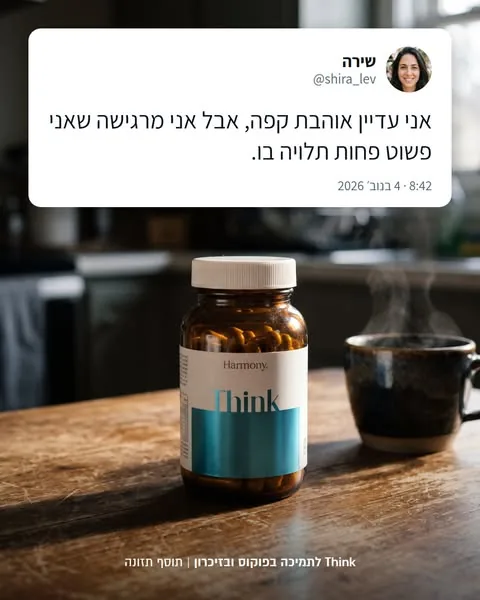 שירה
@shira_lev
אני עדיין אוהבת קפה, אבל אני מרגישה שאני
פשוט פחות תלויה בו.
8:42 · 4 בנוב׳ 2026
Harmony.
Think
Think לתמיכה בפוקוס ובזיכרון | תוסף תזונה